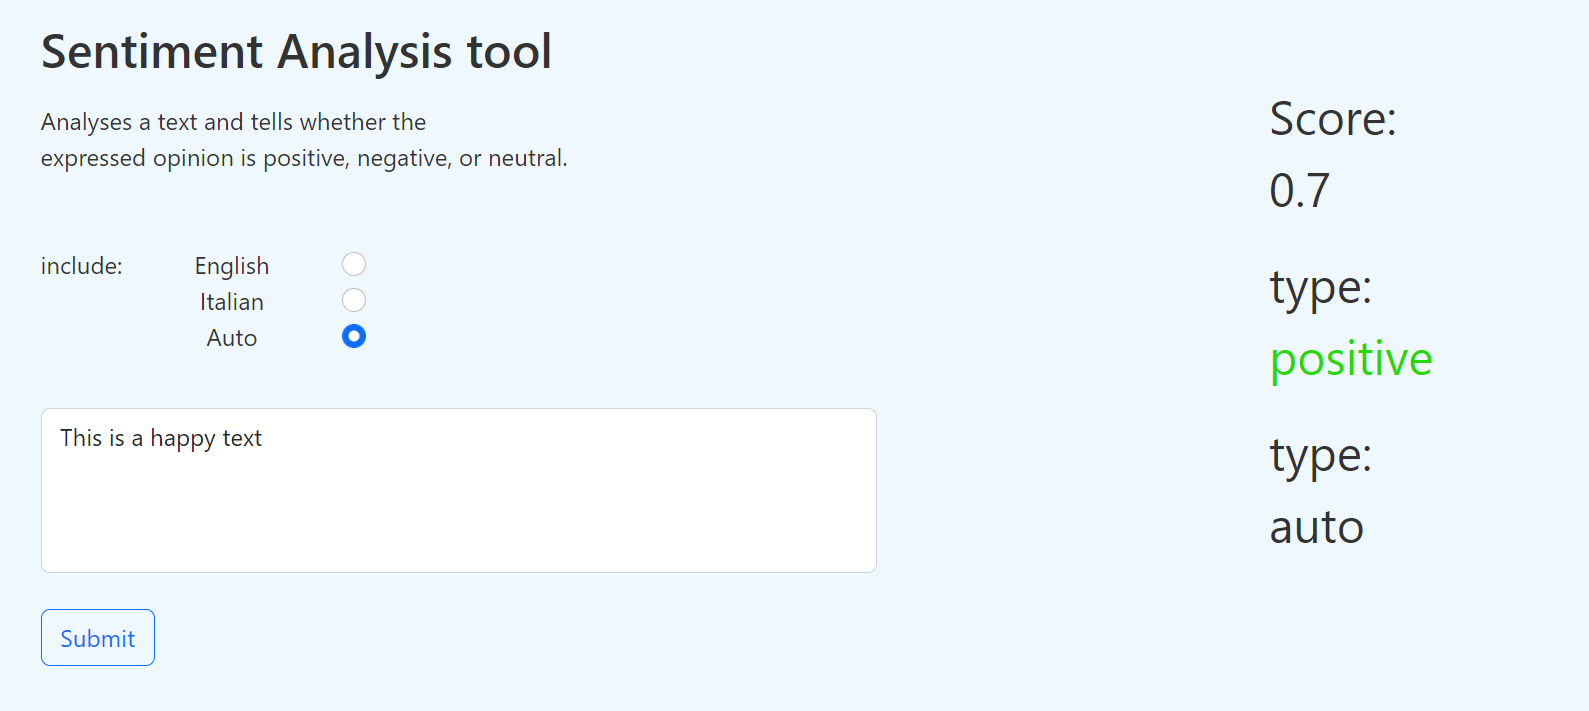 Sentiment Analysis tool
Analyses a text and tells whether the
expressed opinion is positive, negative, or neutral.
include:
English
Italian
Auto
This is a happy text
Submit
Score:
0.7
type:
positive
type:
auto